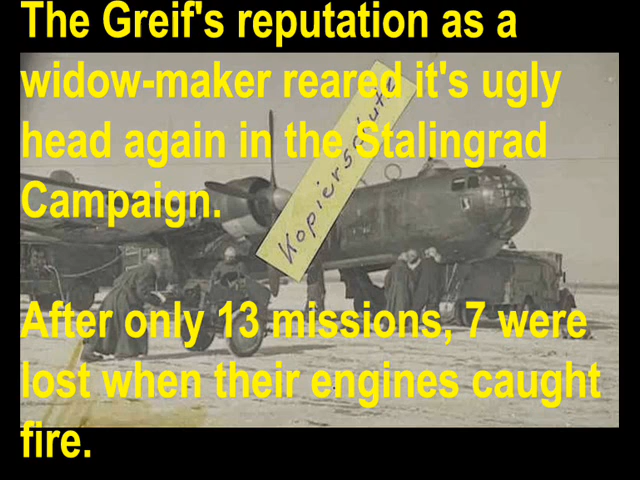 The Greif's reputation as a
widow-maker reared it's ugly
head again in the Stalingrad
Campaign.
After only 13 missions, 7 were
lost when their engines caught
fire.
Kopierschutz